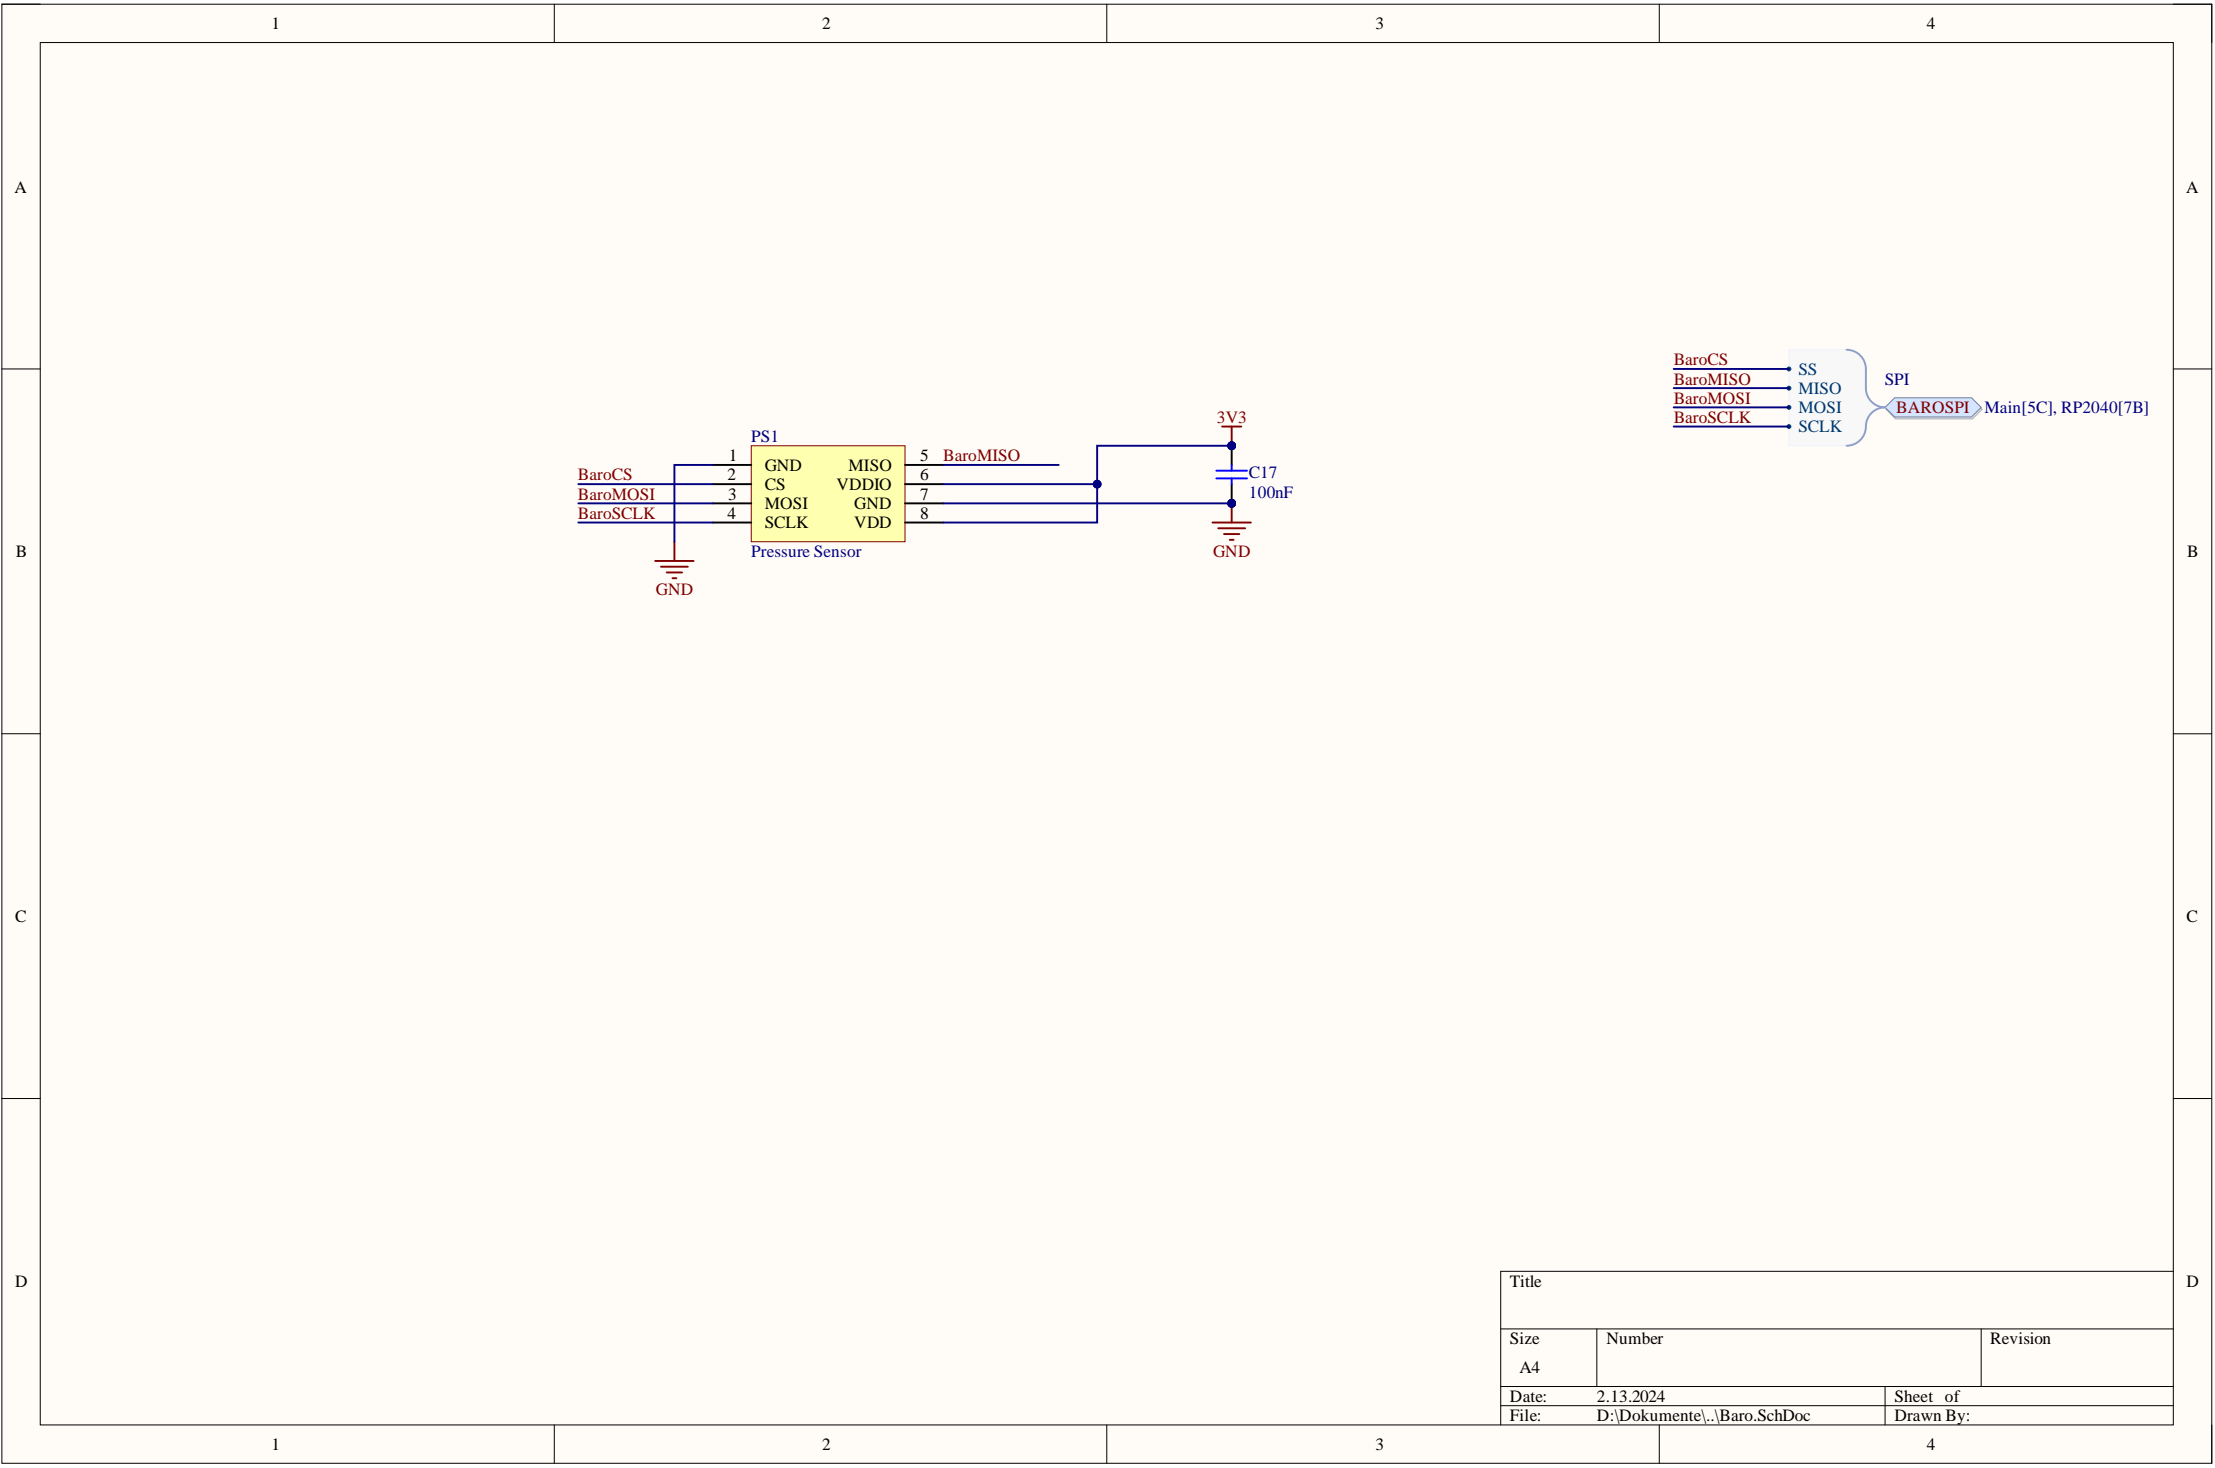 1 2 3 4
A A
BaroCS SS
BaroMISO MISO SPI
BaroMOSI MOSI BAROSPI Main[5C], RP2040[7B]
BaroSCLK SCLK
3V3
PS1
1 GND MISO 5 BaroMISO
BaroCS 2 CS VDDIO 6
BaroMOSI 3 MOSI GND 7
BaroSCLK 4 SCLK VDD 8
C17
100nF
Pressure Sensor
GND
GND
B B
C C
D D
Title
Size Number Revision
A4
Date: 2.13.2024 Sheet of
File: D:\Dokumente\..\Baro.SchDoc Drawn By:
1 2 3 4